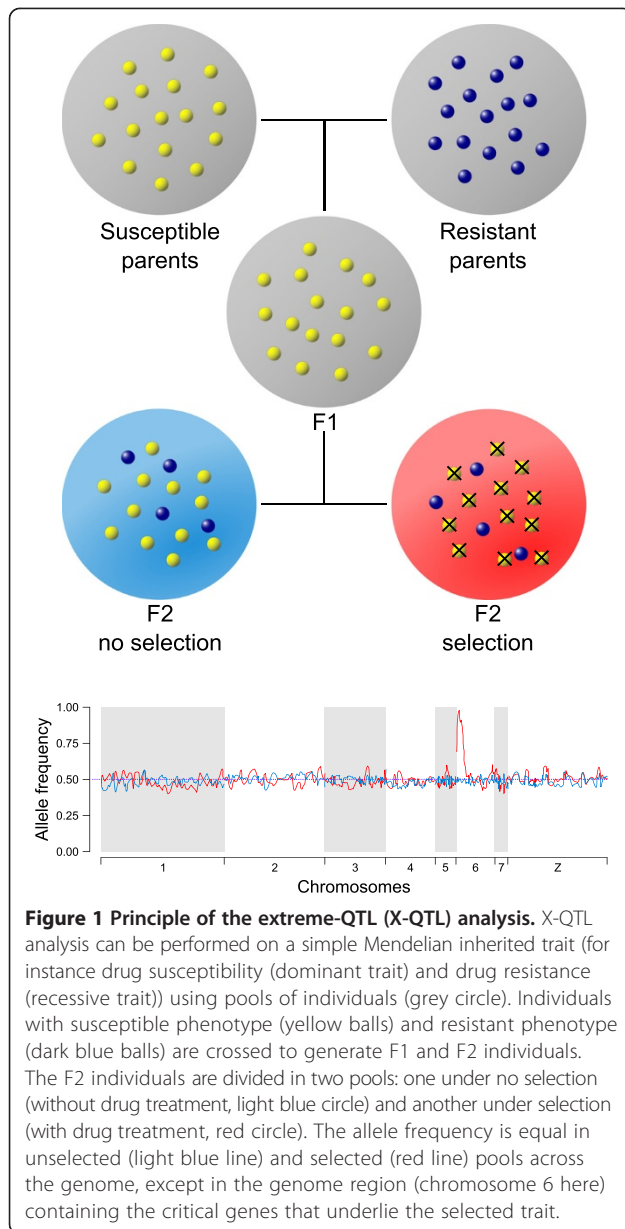 Susceptible
parents
Resistant
parents
F1
F2
no selection
F2
selection
1.00
0.75
0.50
0.25
0.00
Allele frequency
1 2 3 4 5 6 7 Z
Chromosomes
Figure 1 Principle of the extreme-QTL (X-QTL) analysis. X-QTL
analysis can be performed on a simple Mendelian inherited trait (for
instance drug susceptibility (dominant trait) and drug resistance
(recessive trait)) using pools of individuals (grey circle). Individuals
with susceptible phenotype (yellow balls) and resistant phenotype
(dark blue balls) are crossed to generate F1 and F2 individuals.
The F2 individuals are divided in two pools: one under no selection
(without drug treatment, light blue circle) and another under selection
(with drug treatment, red circle). The allele frequency is equal in
unselected (light blue line) and selected (red line) pools across
the genome, except in the genome region (chromosome 6 here)
containing the critical genes that underlie the selected trait.